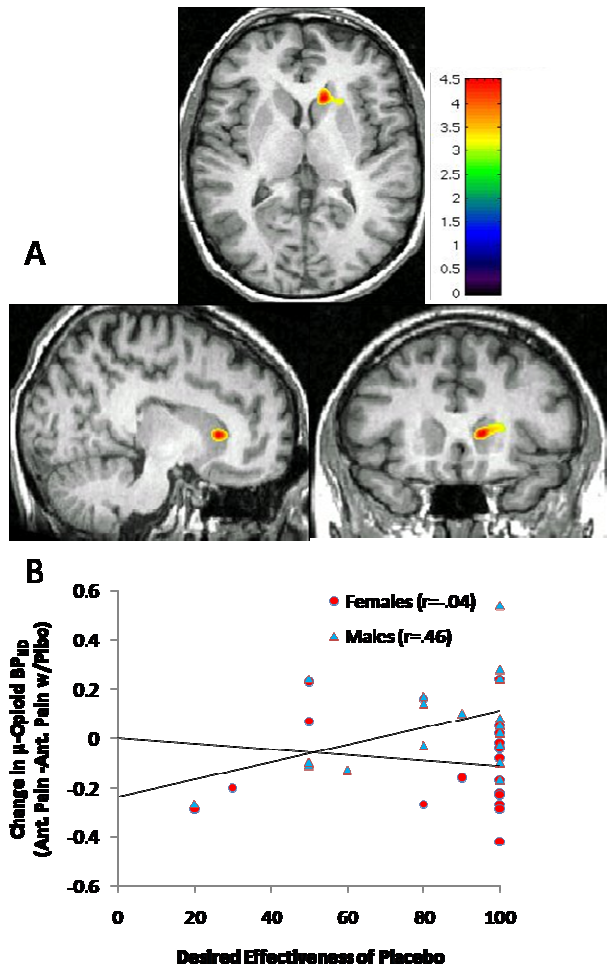 4.5
4
3.5
3
2.5
2
1.5
1
0.5
0
A
B
0.6
0.4
0.2
0
-0.2
-0.4
-0.6
Change in μ-Opioid BPND
(Ant. Pain -Ant. Pain w/Plbo)
Females (r=-.04)
Males (r=.46)
0 20 40 60 80 100
Desired Effectiveness of Placebo